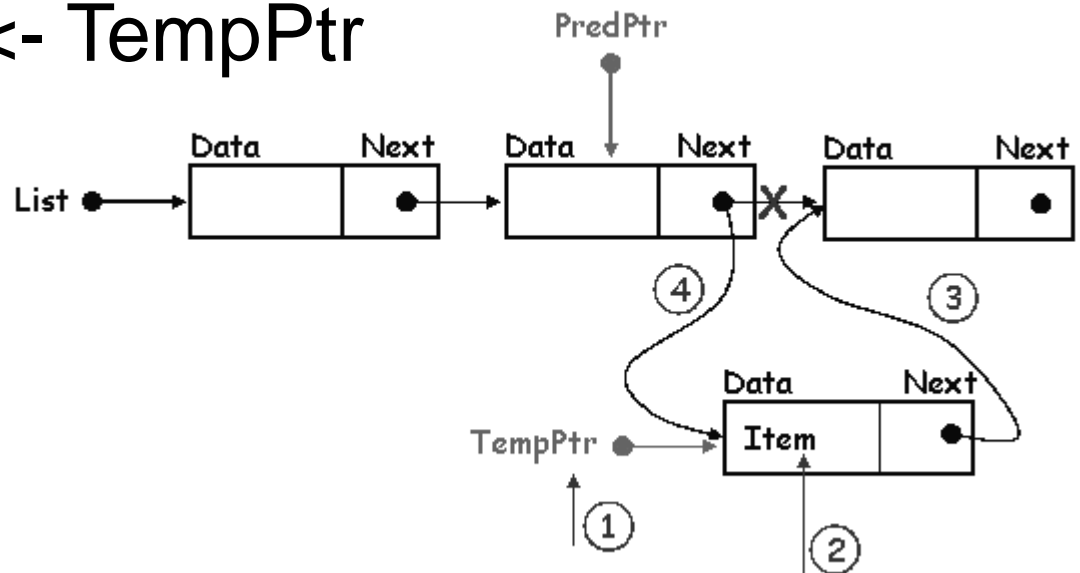 <- TempPtr
PredPtr
Data Next Data Next Data Next
List
X
4
3
Data Next
TempPtr Item
1
2